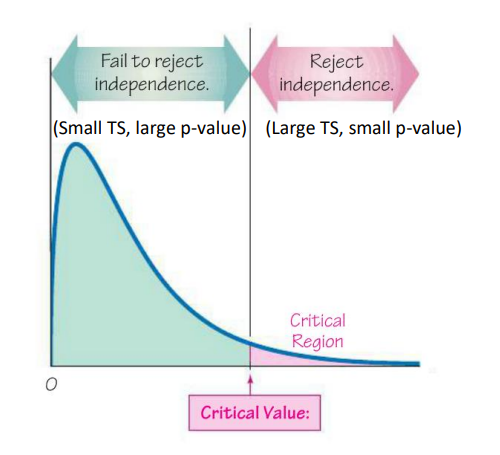 Fail to reject
independence.
Reject
independence.
(Small TS, large p-value)
(Large TS, small p-value)
Critical
Region
0
Critical Value: